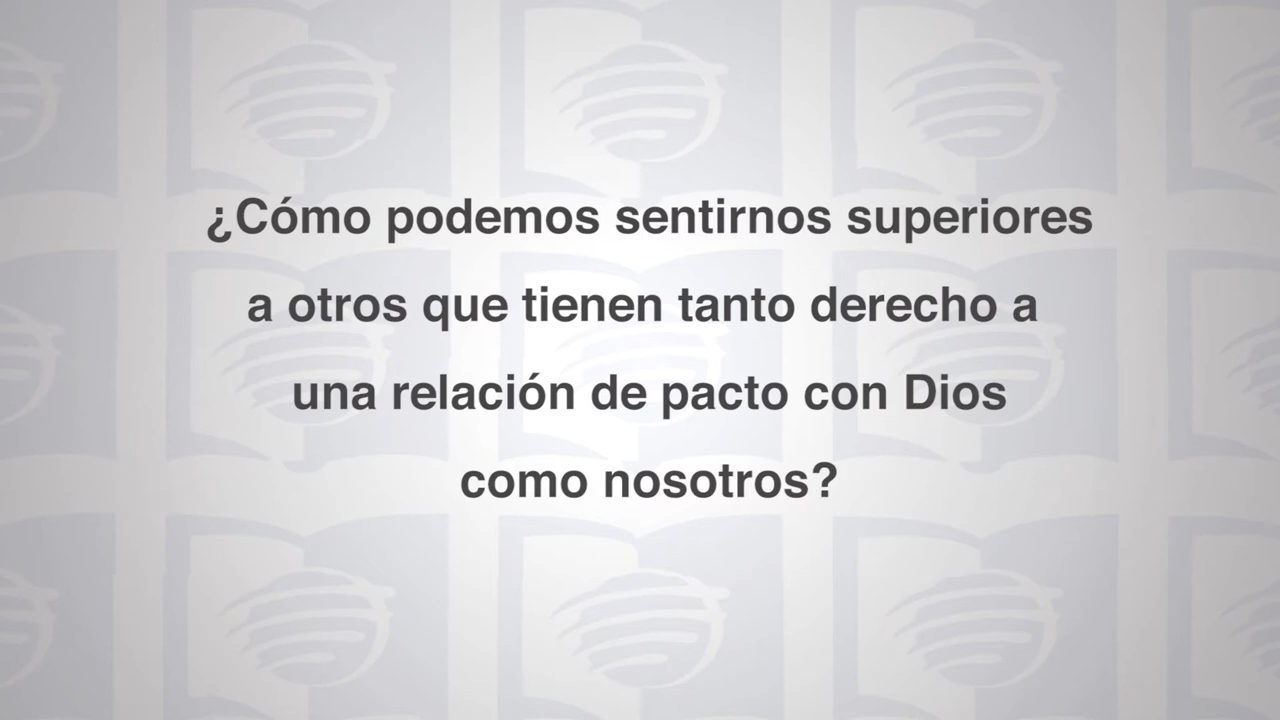 ¿Cómo podemos sentirnos superiores
a otros que tienen tanto derecho a
una relación de pacto con Dios
como nosotros?